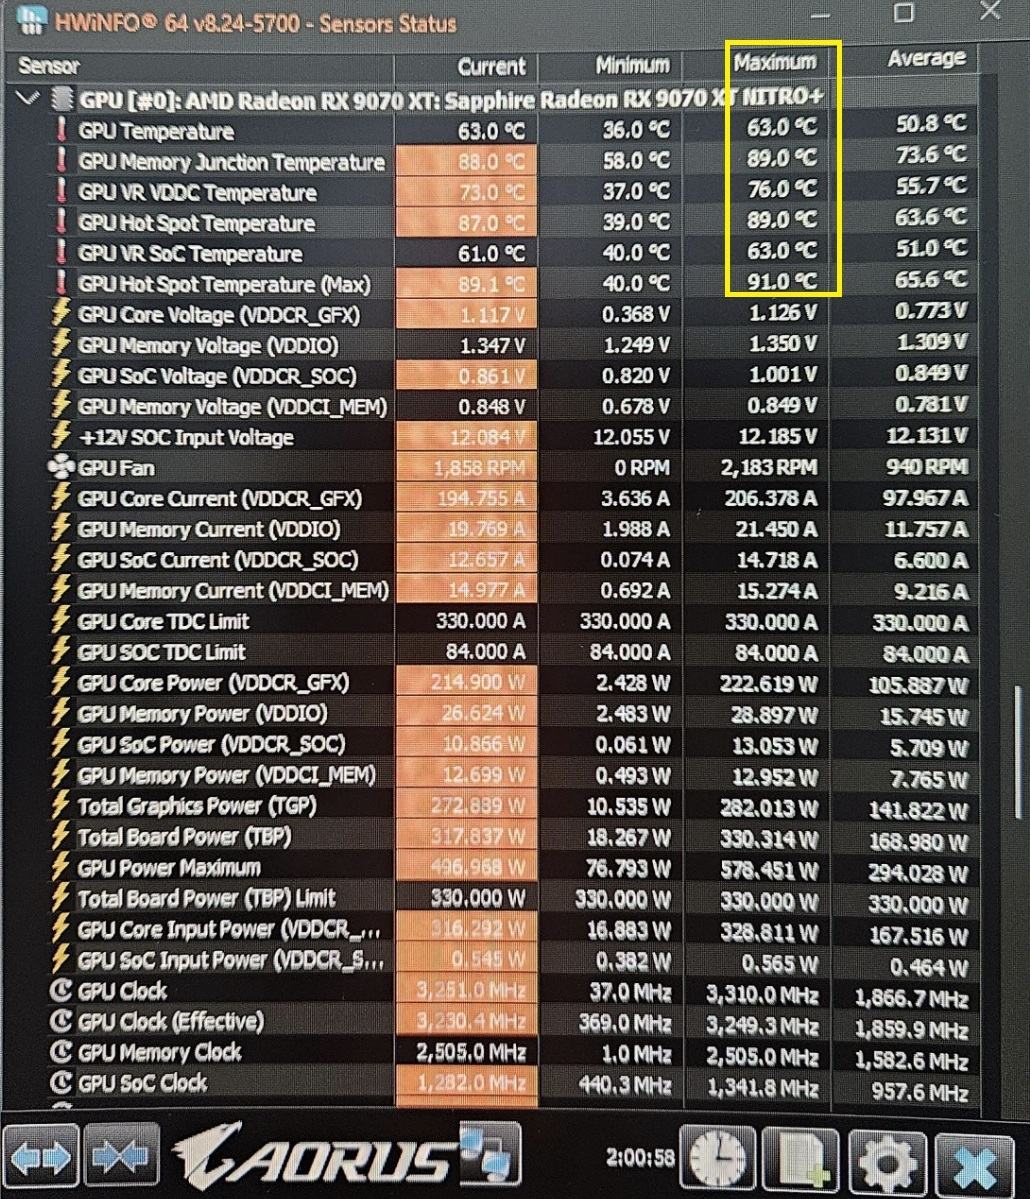 HWiNFO® 64 v8.24-5700 - Sensors Status
Sensor Current Minimum Maximum Average
GPU [#0]: AMD Radeon RX 9070 XT: Sapphire Radeon RX 9070 XT NITRO+
GPU Temperature 63.0 °C 36.0 °C 63.0 °C 50.8 °C
GPU Memory Junction Temperature 88.0 °C 58.0 °C 89.0 °C 73.6 °C
GPU VR VDDC Temperature 73.0 °C 37.0 °C 76.0 °C 55.7 °C
GPU Hot Spot Temperature 87.0 °C 39.0 °C 89.0 °C 63.6 °C
GPU VR SoC Temperature 61.0 °C 40.0 °C 63.0 °C 51.0 °C
GPU Hot Spot Temperature (Max) 89.1 °C 40.0 °C 91.0 °C 65.6 °C
GPU Core Voltage (VDDCR_GFX) 1.117 V 0.368 V 1.126 V 0.773 V
GPU Memory Voltage (VDDIO) 1.347 V 1.249 V 1.350 V 1.309 V
GPU SoC Voltage (VDDCR_SOC) 0.861 V 0.820 V 1.001 V 0.849 V
GPU Memory Voltage (VDDCI_MEM) 0.848 V 0.678 V 0.849 V 0.781 V
+12V SOC Input Voltage 12.084 V 12.055 V 12.185 V 12.131 V
GPU Fan 1,858 RPM 0 RPM 2,183 RPM 940 RPM
GPU Core Current (VDDCR_GFX) 194.755 A 3.636 A 206.378 A 97.967 A
GPU Memory Current (VDDIO) 19.769 A 1.988 A 21.450 A 11.757 A
GPU SoC Current (VDDCR_SOC) 12.657 A 0.074 A 14.718 A 6.600 A
GPU Memory Current (VDDCI_MEM) 14.977 A 0.692 A 15.274 A 9.216 A
GPU Core TDC Limit 330.000 A 330.000 A 330.000 A 330.000 A
GPU SOC TDC Limit 84.000 A 84.000 A 84.000 A 84.000 A
GPU Core Power (VDDCR_GFX) 214.900 W 2.428 W 222.619 W 105.887 W
GPU Memory Power (VDDIO) 26.624 W 2.483 W 28.897 W 15.745 W
GPU SoC Power (VDDCR_SOC) 10.866 W 0.061 W 13.053 W 5.709 W
GPU Memory Power (VDDCI_MEM) 12.699 W 0.493 W 12.952 W 7.765 W
Total Graphics Power (TGP) 272.889 W 10.535 W 282.013 W 141.822 W
Total Board Power (TBP) 317.837 W 18.267 W 330.314 W 168.980 W
GPU Power Maximum 496.968 W 76.793 W 578.451 W 294.028 W
Total Board Power (TBP) Limit 330.000 W 330.000 W 330.000 W 330.000 W
GPU Core Input Power (VDDCR_... 316.292 W 16.883 W 328.811 W 167.516 W
GPU SoC Input Power (VDDCR_S... 0.545 W 0.382 W 0.565 W 0.464 W
GPU Clock 3,251.0 MHz 37.0 MHz 3,310.0 MHz 1,866.7 MHz
GPU Clock (Effective) 3,230.4 MHz 369.0 MHz 3,249.3 MHz 1,859.9 MHz
GPU Memory Clock 2,505.0 MHz 1.0 MHz 2,505.0 MHz 1,582.6 MHz
GPU SoC Clock 1,282.0 MHz 440.3 MHz 1,341.8 MHz 957.6 MHz
AORUS 2:00:58